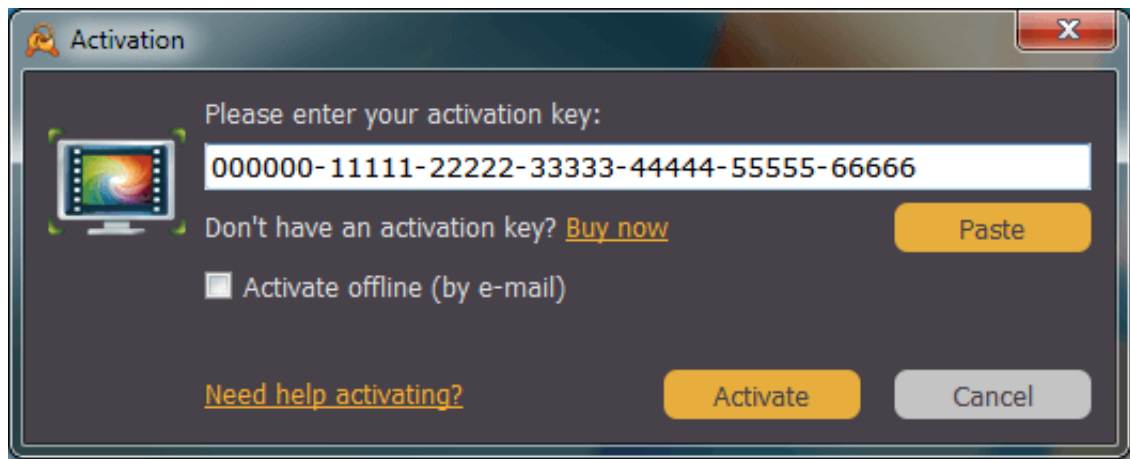 Activation
Please enter your activation key:
000000-11111-22222-33333-44444-55555-66666
Don't have an activation key? Buy now
Paste
Activate offline (by e-mail)
Need help activating?
Activate
Cancel